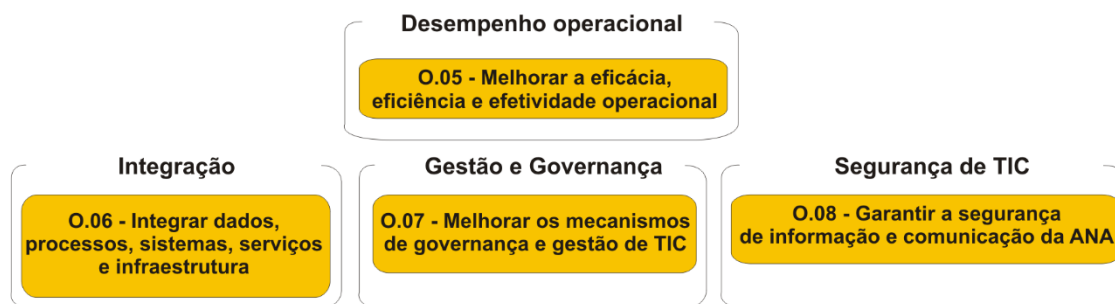 Desempenho operacional
O.05 - Melhorar a eficácia,
eficiência e efetividade operacional
Integração
O.06 - Integrar dados,
processos, sistemas, serviços
e infraestrutura
Gestão e Governança
O.07 - Melhorar os mecanismos
de governança e gestão de TIC
Segurança de TIC
O.08 - Garantir a segurança
de informação e comunicação da ANA